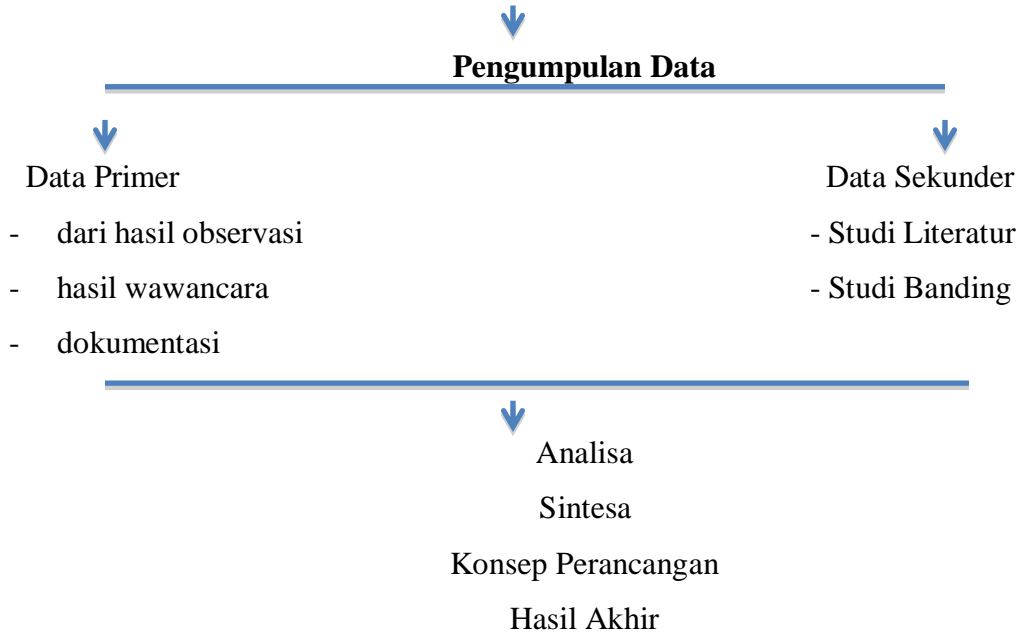 Pengumpulan Data
Data Primer
- dari hasil observasi
- hasil wawancara
- dokumentasi
Data Sekunder
- Studi Literatur
- Studi Banding
Analisa
Sintesa
Konsep Perancangan
Hasil Akhir